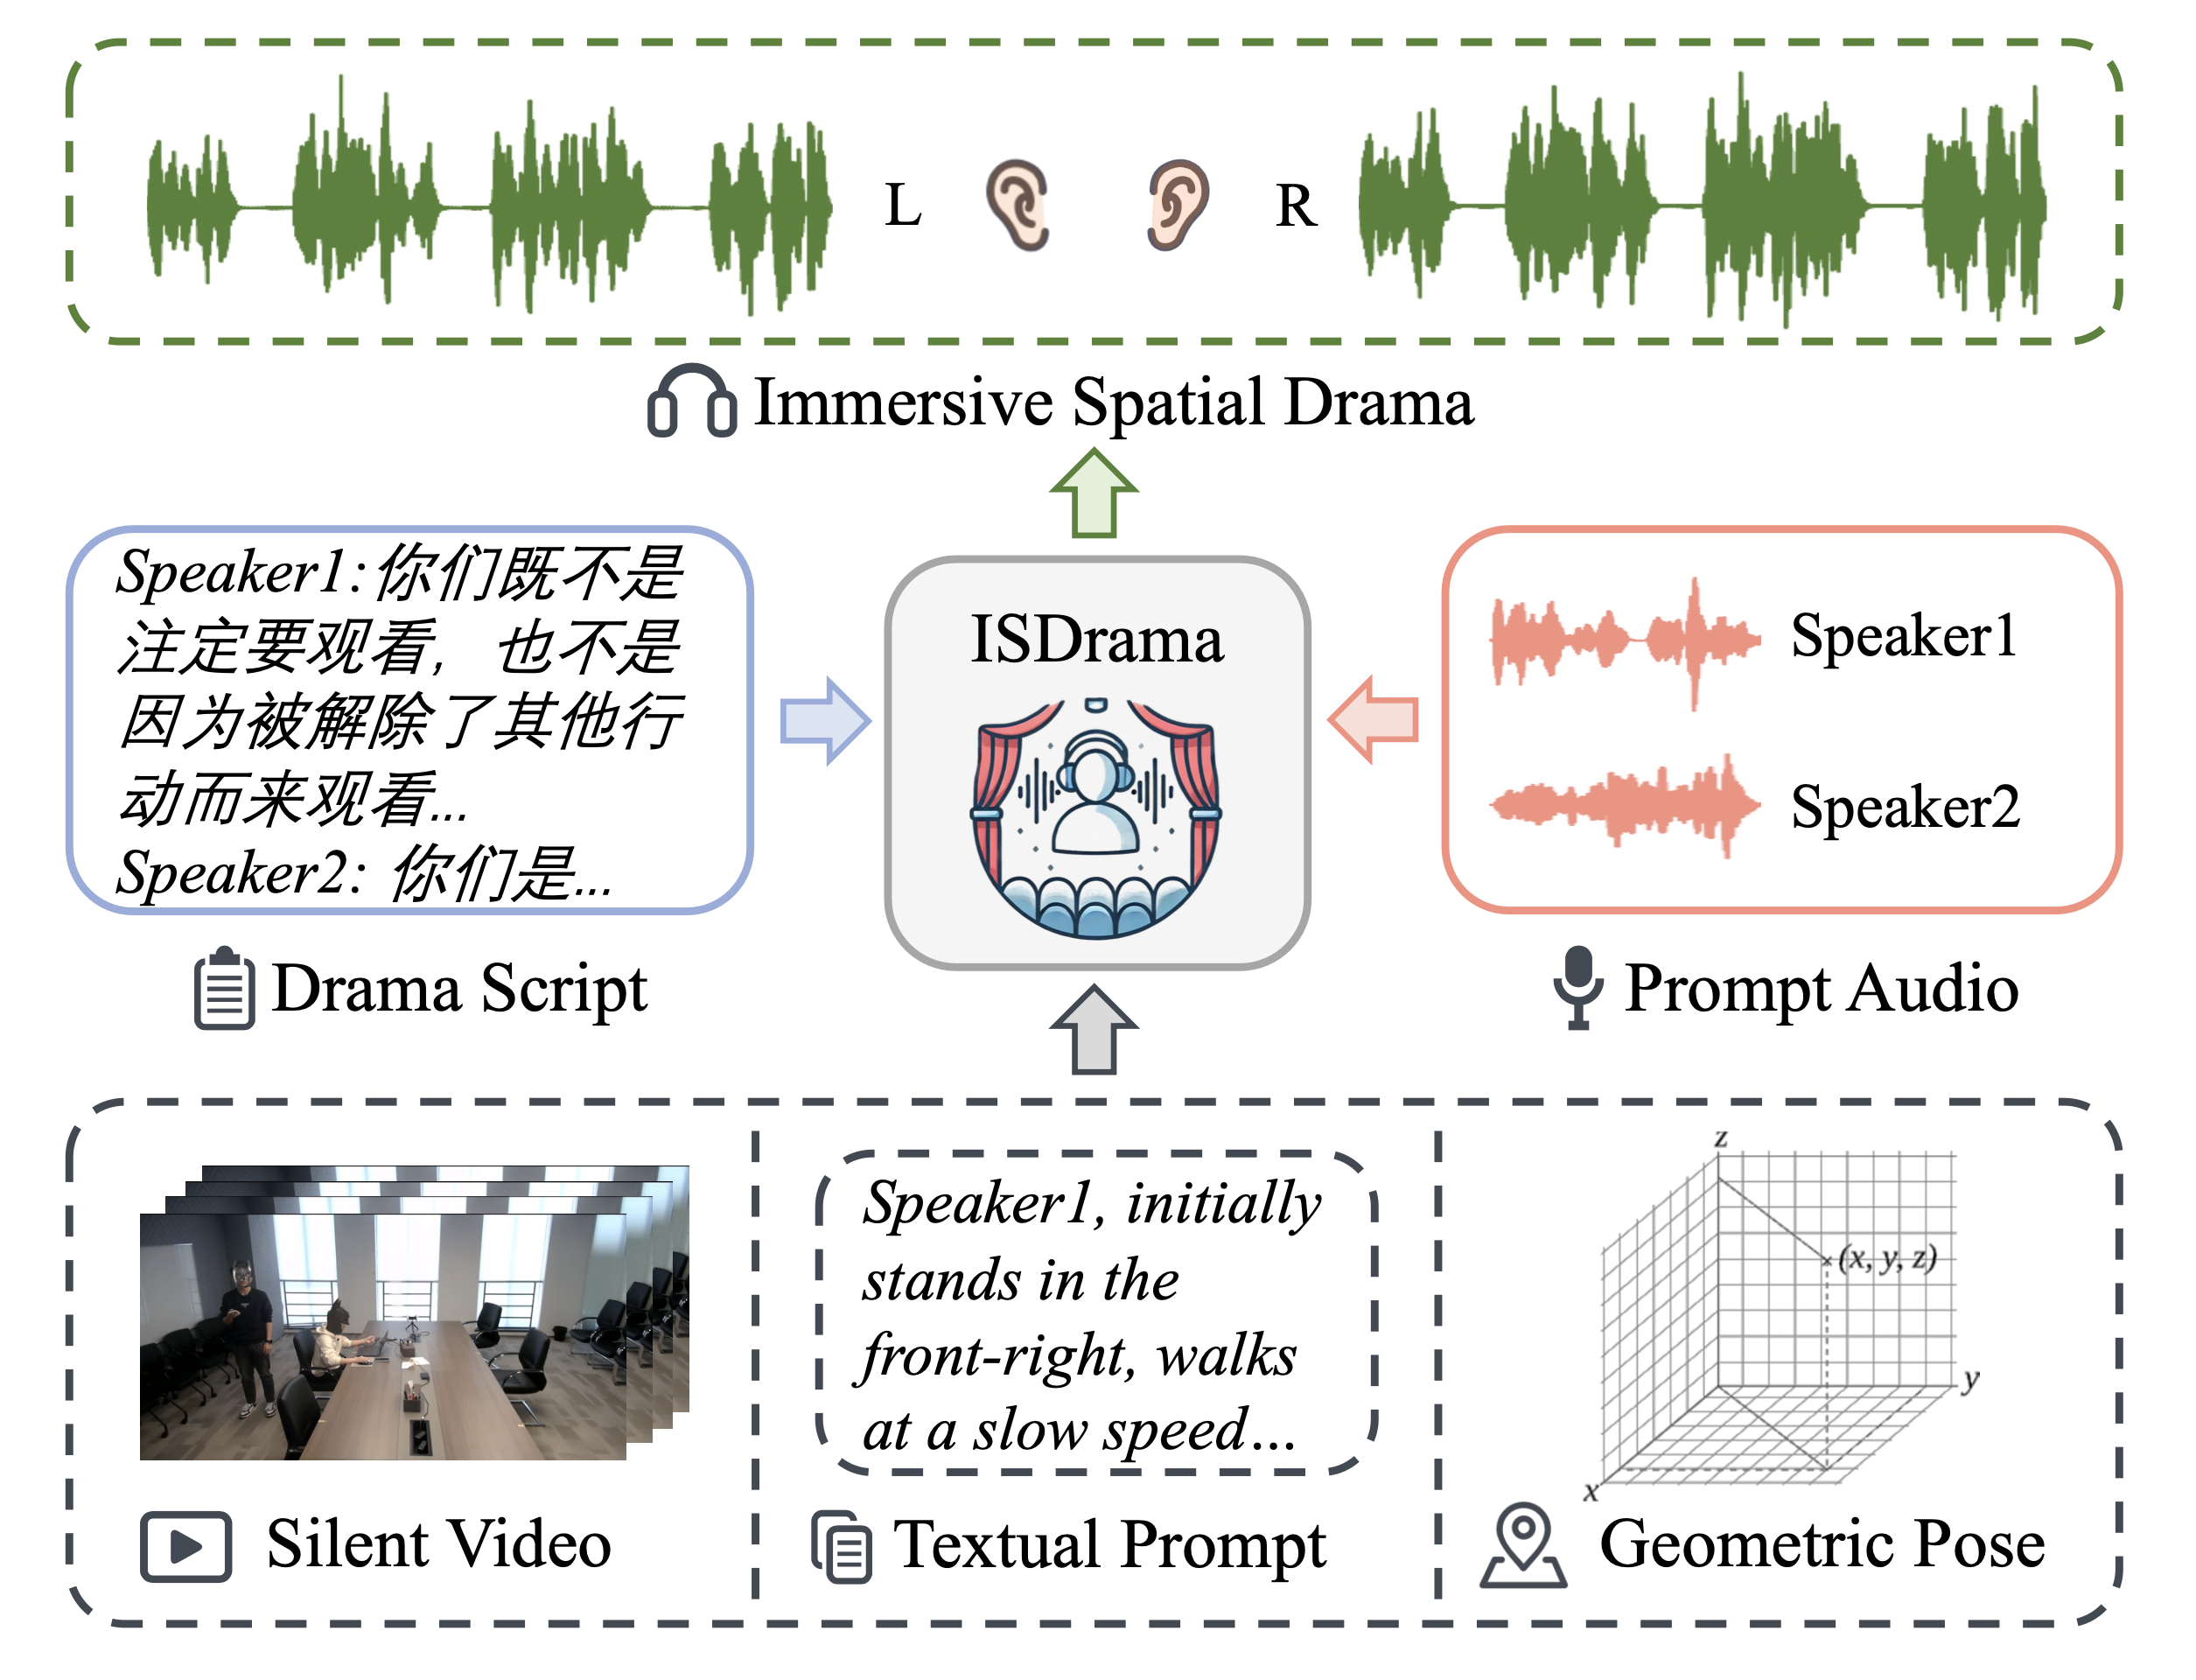 L
R
Immersive Spatial Drama
Speaker1:你们既不是
注定要观看，也不是
因为被解除了其他行
动而来观看...
Speaker2: 你们是...
Drama Script
ISDrama
Speaker1
Speaker2
Prompt Audio
Silent Video
Speaker1, initially
stands in the
front-right, walks
at a slow speed...
Textual Prompt
z
(x, y, z)
y
x
Geometric Pose